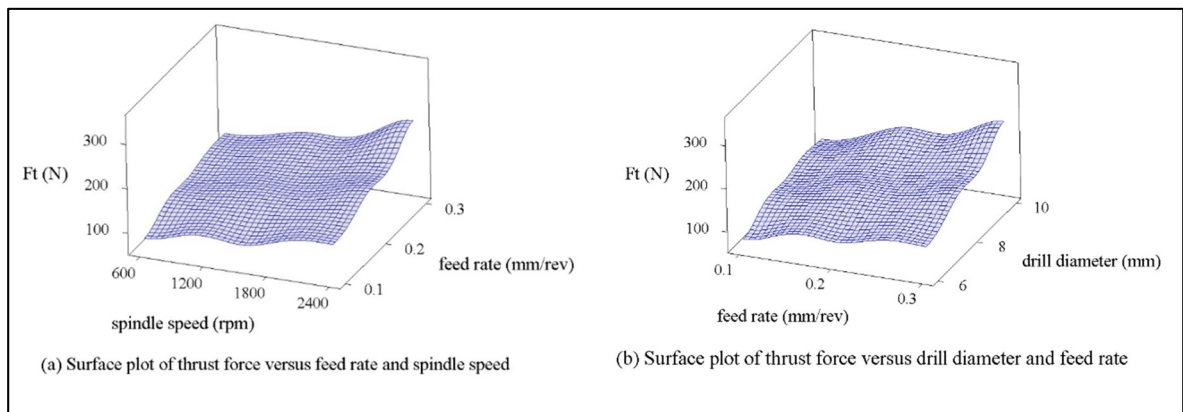 300
Ft (N)
200
100
600
1200
1800
2400
0.1
0.2
0.3
feed rate (mm/rev)
spindle speed (rpm)
(a) Surface plot of thrust force versus feed rate and spindle speed
300
Ft (N)
200
100
0.1
0.2
0.3
6
8
10
drill diameter (mm)
feed rate (mm/rev)
(b) Surface plot of thrust force versus drill diameter and feed rate